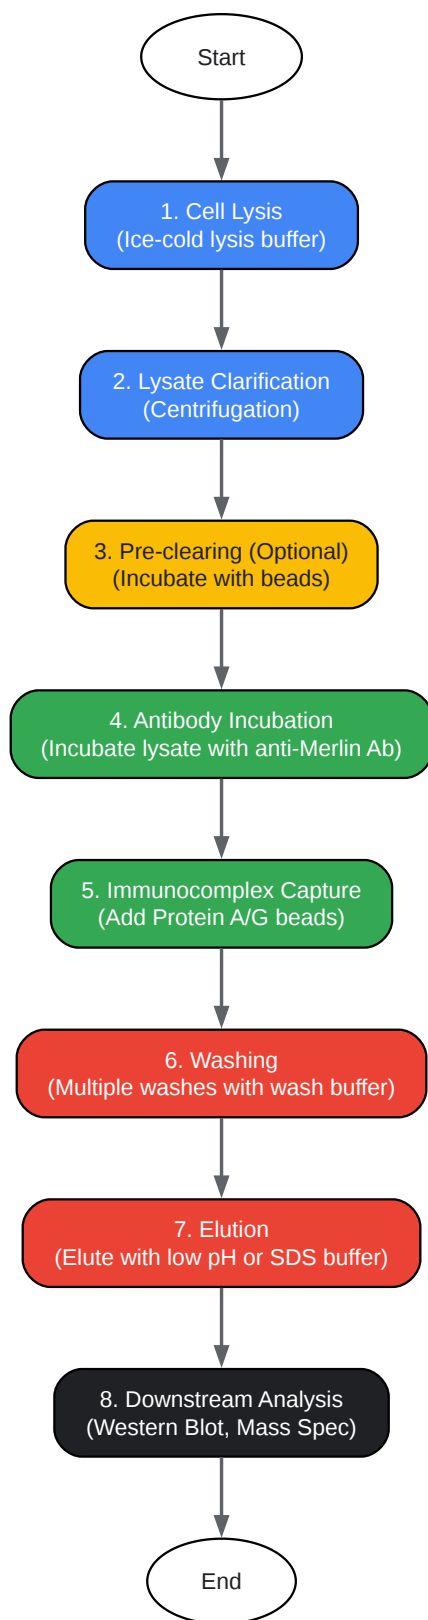 Start
1. Cell Lysis
(Ice-cold lysis buffer)
2. Lysate Clarification
(Centrifugation)
3. Pre-clearing (Optional)
(Incubate with beads)
4. Antibody Incubation
(Incubate lysate with anti-Merlin Ab)
5. Immunocomplex Capture
(Add Protein A/G beads)
6. Washing
(Multiple washes with wash buffer)
7. Elution
(Elute with low pH or SDS buffer)
8. Downstream Analysis
(Western Blot, Mass Spec)
End